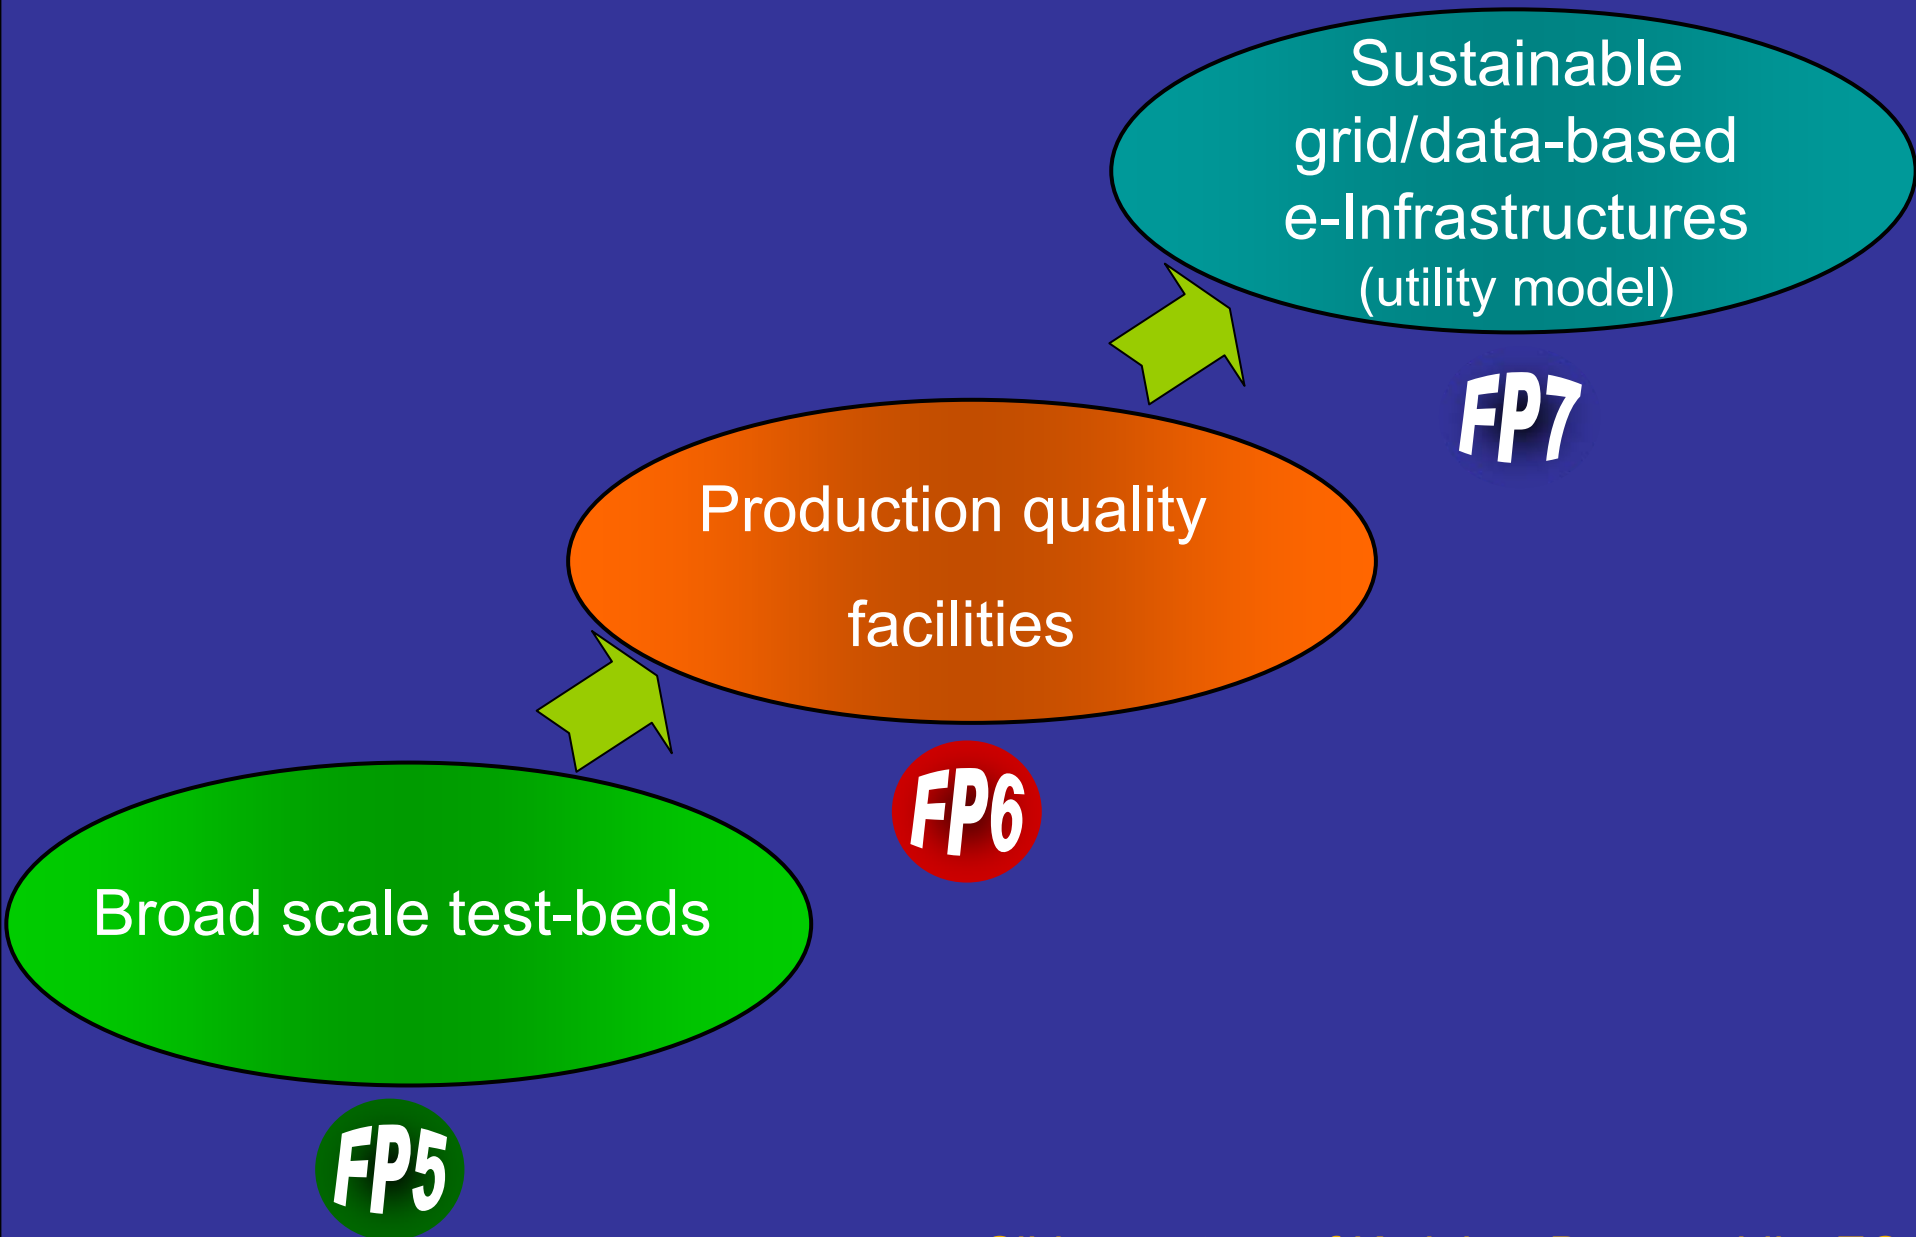 Sustainable
grid/data-based
e-Infrastructures
(utility model)
FP7
Production quality
facilities
FP6
Broad scale test-beds
FP5